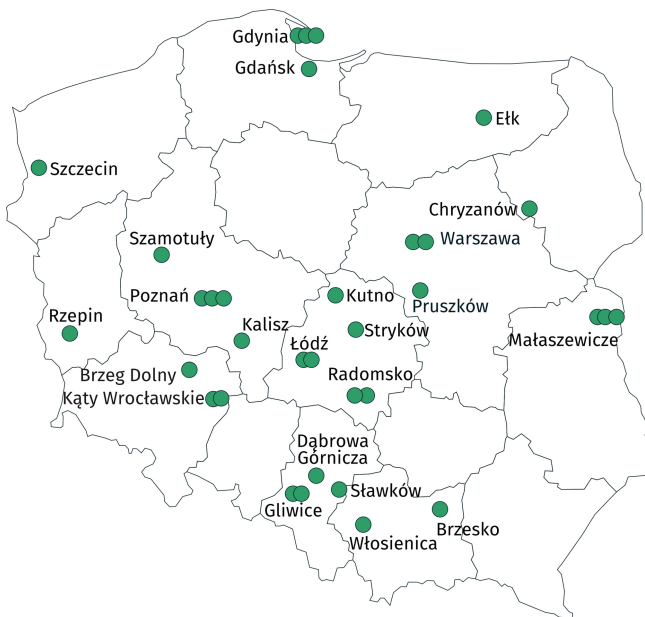 Gdynia
Gdańsk
Ełk
Szczecin
Chryzanów
Szamotuły
Warszawa
Poznań
Kutno
Pruszków
Rzepin
Kalisz
Stryków
Małaszewicze
Łódź
Brzeg Dolny
Radomsko
Kąty Wrocławskie
Dąbrowa
Górnicza
Sławków
Gliwice
Brzesko
Włosienica